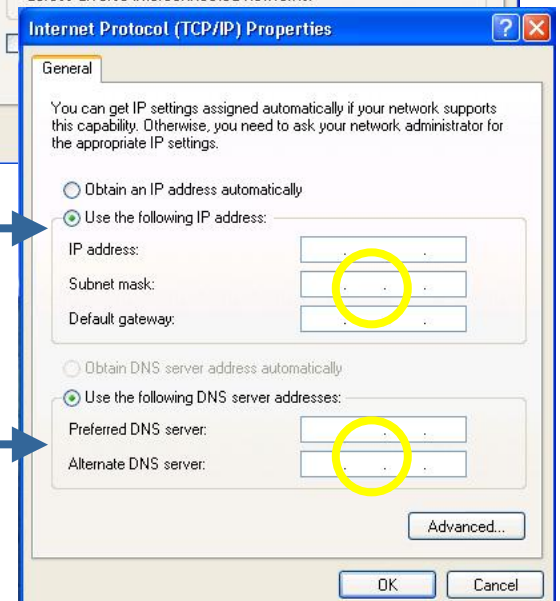 Internet Protocol (TCP/IP) Properties
General
You can get IP settings assigned automatically if your network supports
this capability. Otherwise, you need to ask your network administrator for
the appropriate IP settings.
Obtain an IP address automatically
Use the following IP address:
IP address:
Subnet mask:
Default gateway:
Obtain DNS server address automatically
Use the following DNS server addresses:
Preferred DNS server:
Alternate DNS server:
Advanced...
OK
Cancel